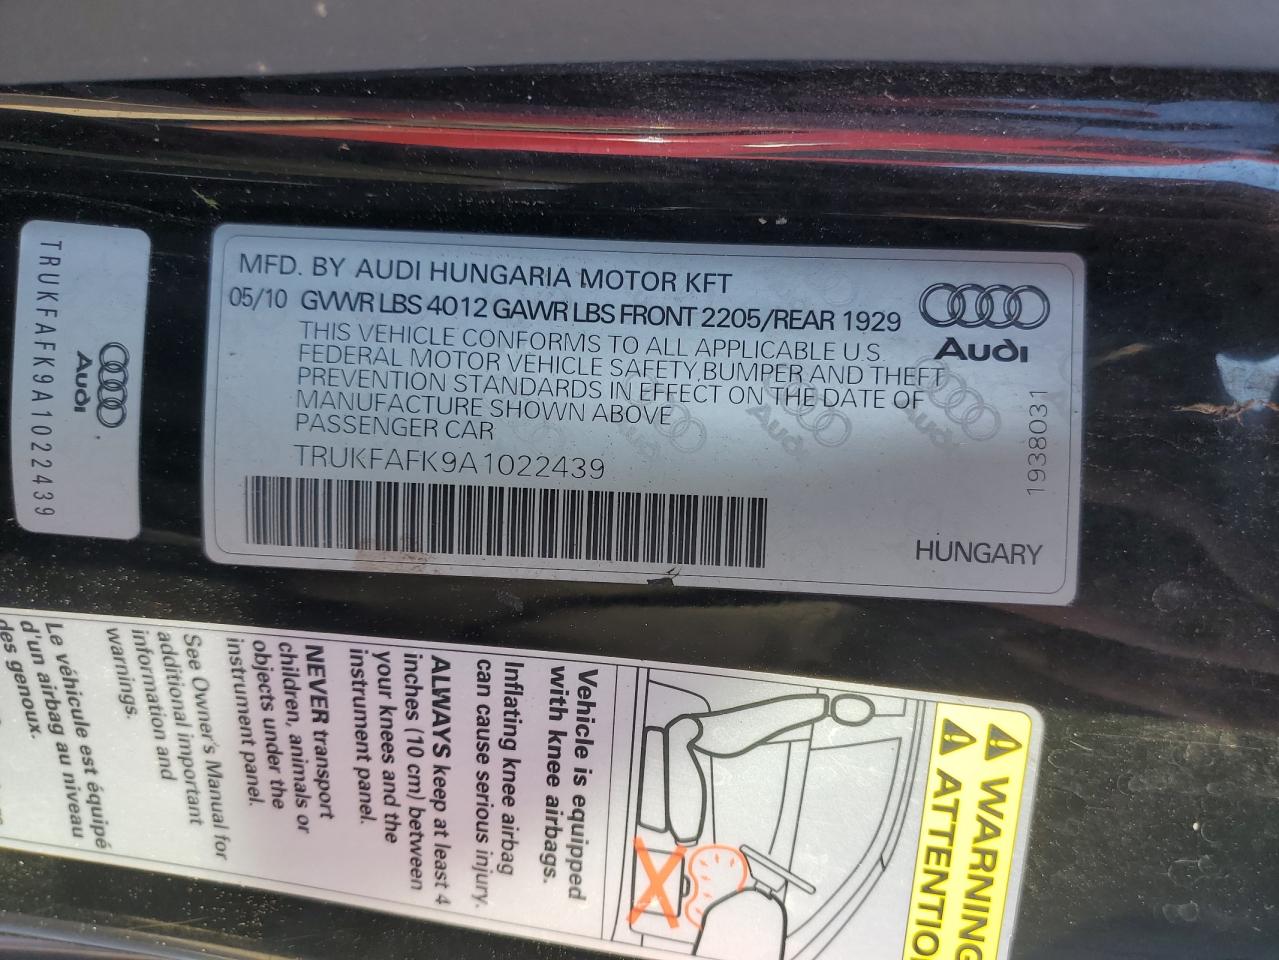 TRUKFAFK9A1022439
Audi
MFD. BY AUDI HUNGARIA MOTOR KFT
05/10 GVWR LBS 4012 GAWR LBS FRONT 2205/REAR 1929
THIS VEHICLE CONFORMS TO ALL APPLICABLE U.S.
FEDERAL MOTOR VEHICLE SAFETY,BUMPER,AND THEFT
PREVENTION STANDARDS IN EFFECT ON THE DATE OF
MANUFACTURE SHOWN ABOVE
PASSENGER CAR
TRUKFAFK9A1022439
Audi
1938031
HUNGARY
WARNING
ATTENTION
Vehicle is equipped
with knee airbags.
Inflating knee airbag
can cause serious injury.
ALWAYS keep at least 4
inches (10 cm) between
your knees and the
instrument panel.
NEVER transport
children, animals or
objects under the
instrument panel.
See Owner's Manual for
additional important
information and
warnings.
Le véhicule est équipé
d'un airbag au niveau
des genoux.